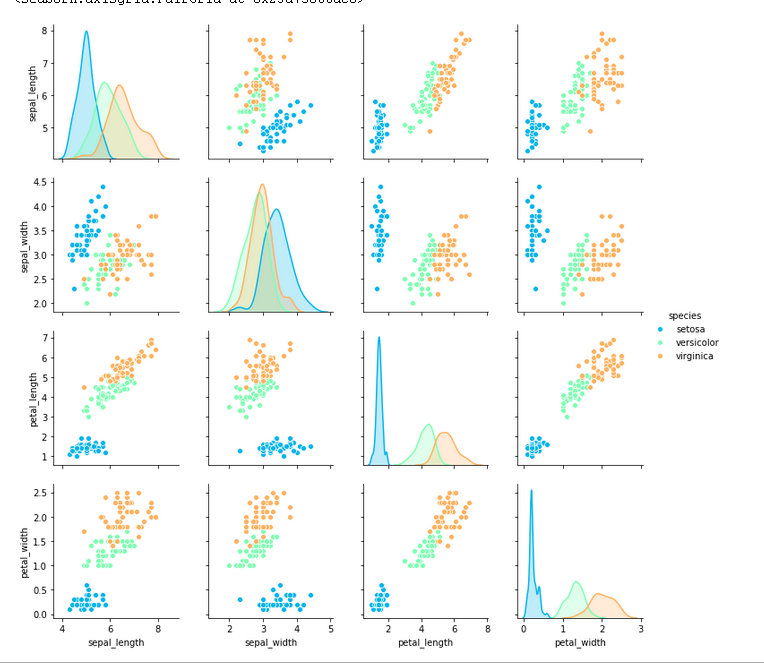 8
7
6
5
sepal_length
4.5
4.0
3.5
3.0
2.5
2.0
sepal_width
species
setosa
versicolor
virginica
7
6
5
4
3
2
1
petal_length
2.5
2.0
1.5
1.0
0.5
0.0
petal_width
4 6 8
2 3 4 5
2 4 6 8
0 1 2 3
sepal_length sepal_width petal_length petal_width